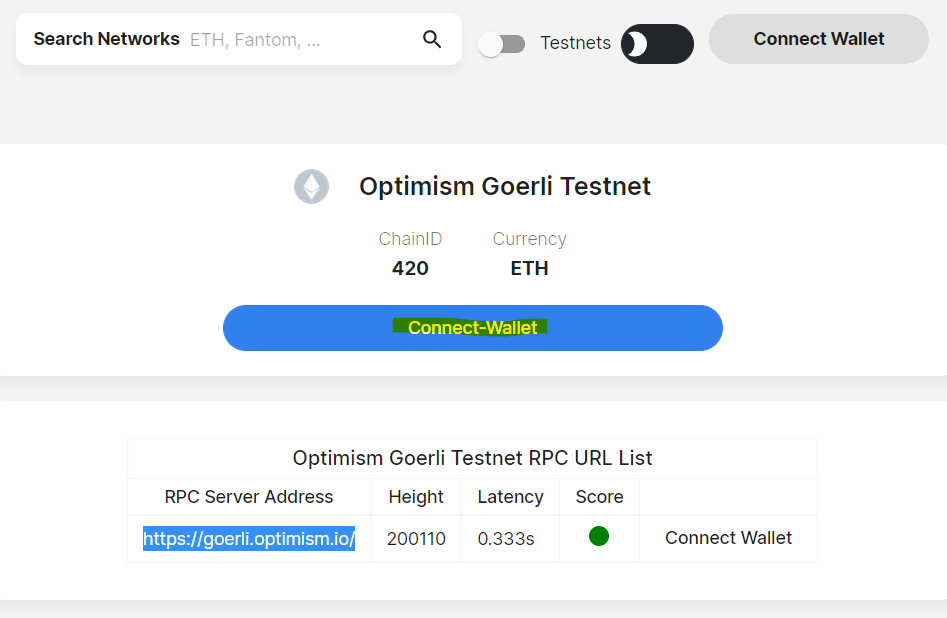 Search Networks ETH, Fantom, ...
Testnets
Connect Wallet
Optimism Goerli Testnet
ChainID Currency
420 ETH
Connect-Wallet
Optimism Goerli Testnet RPC URL List
RPC Server Address Height Latency Score
https://goerli.optimism.io/ 200110 0.333s Connect Wallet